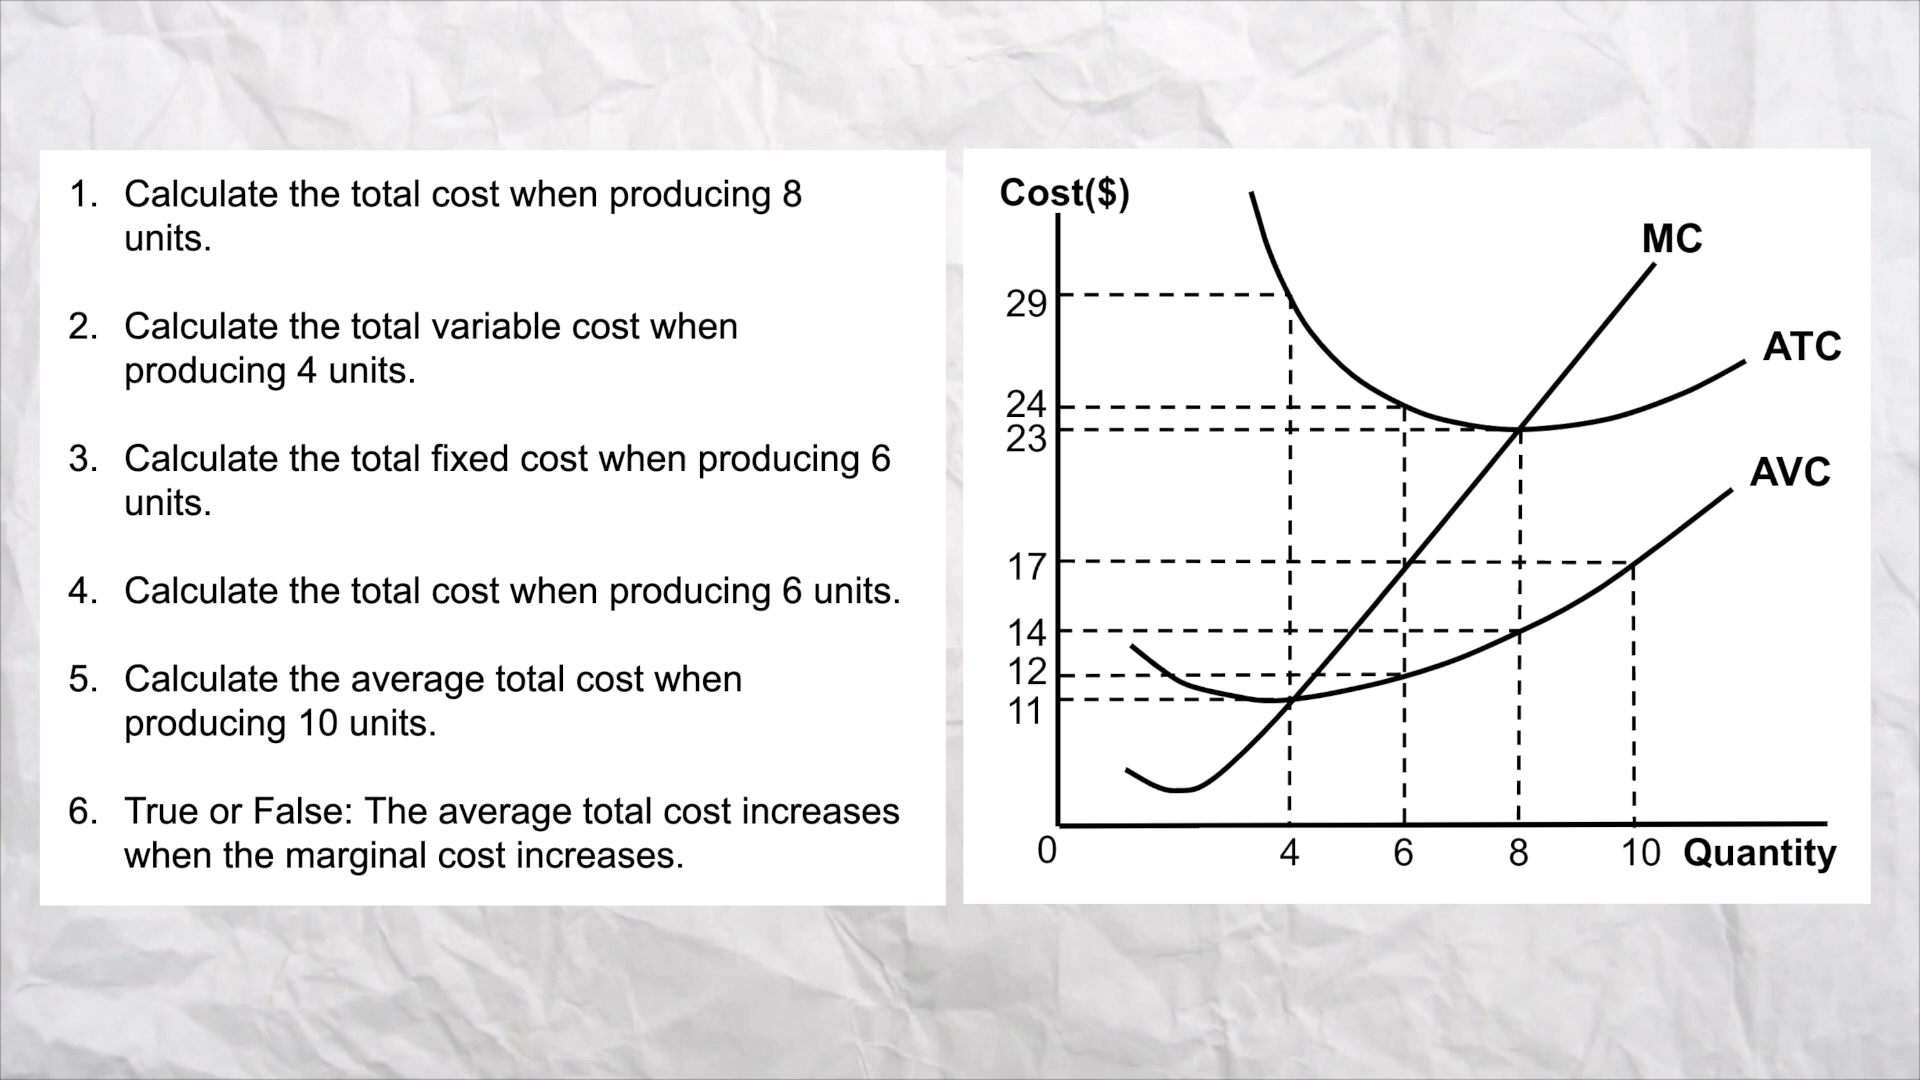 1. Calculate the total cost when producing 8
units.
2. Calculate the total variable cost when
producing 4 units.
3. Calculate the total fixed cost when producing 6
units.
4. Calculate the total cost when producing 6 units.
5. Calculate the average total cost when
producing 10 units.
6. True or False: The average total cost increases
when the marginal cost increases.
Cost($)
MC
29
ATC
24
23
AVC
17
14
12
11
0 4 6 8 10 Quantity